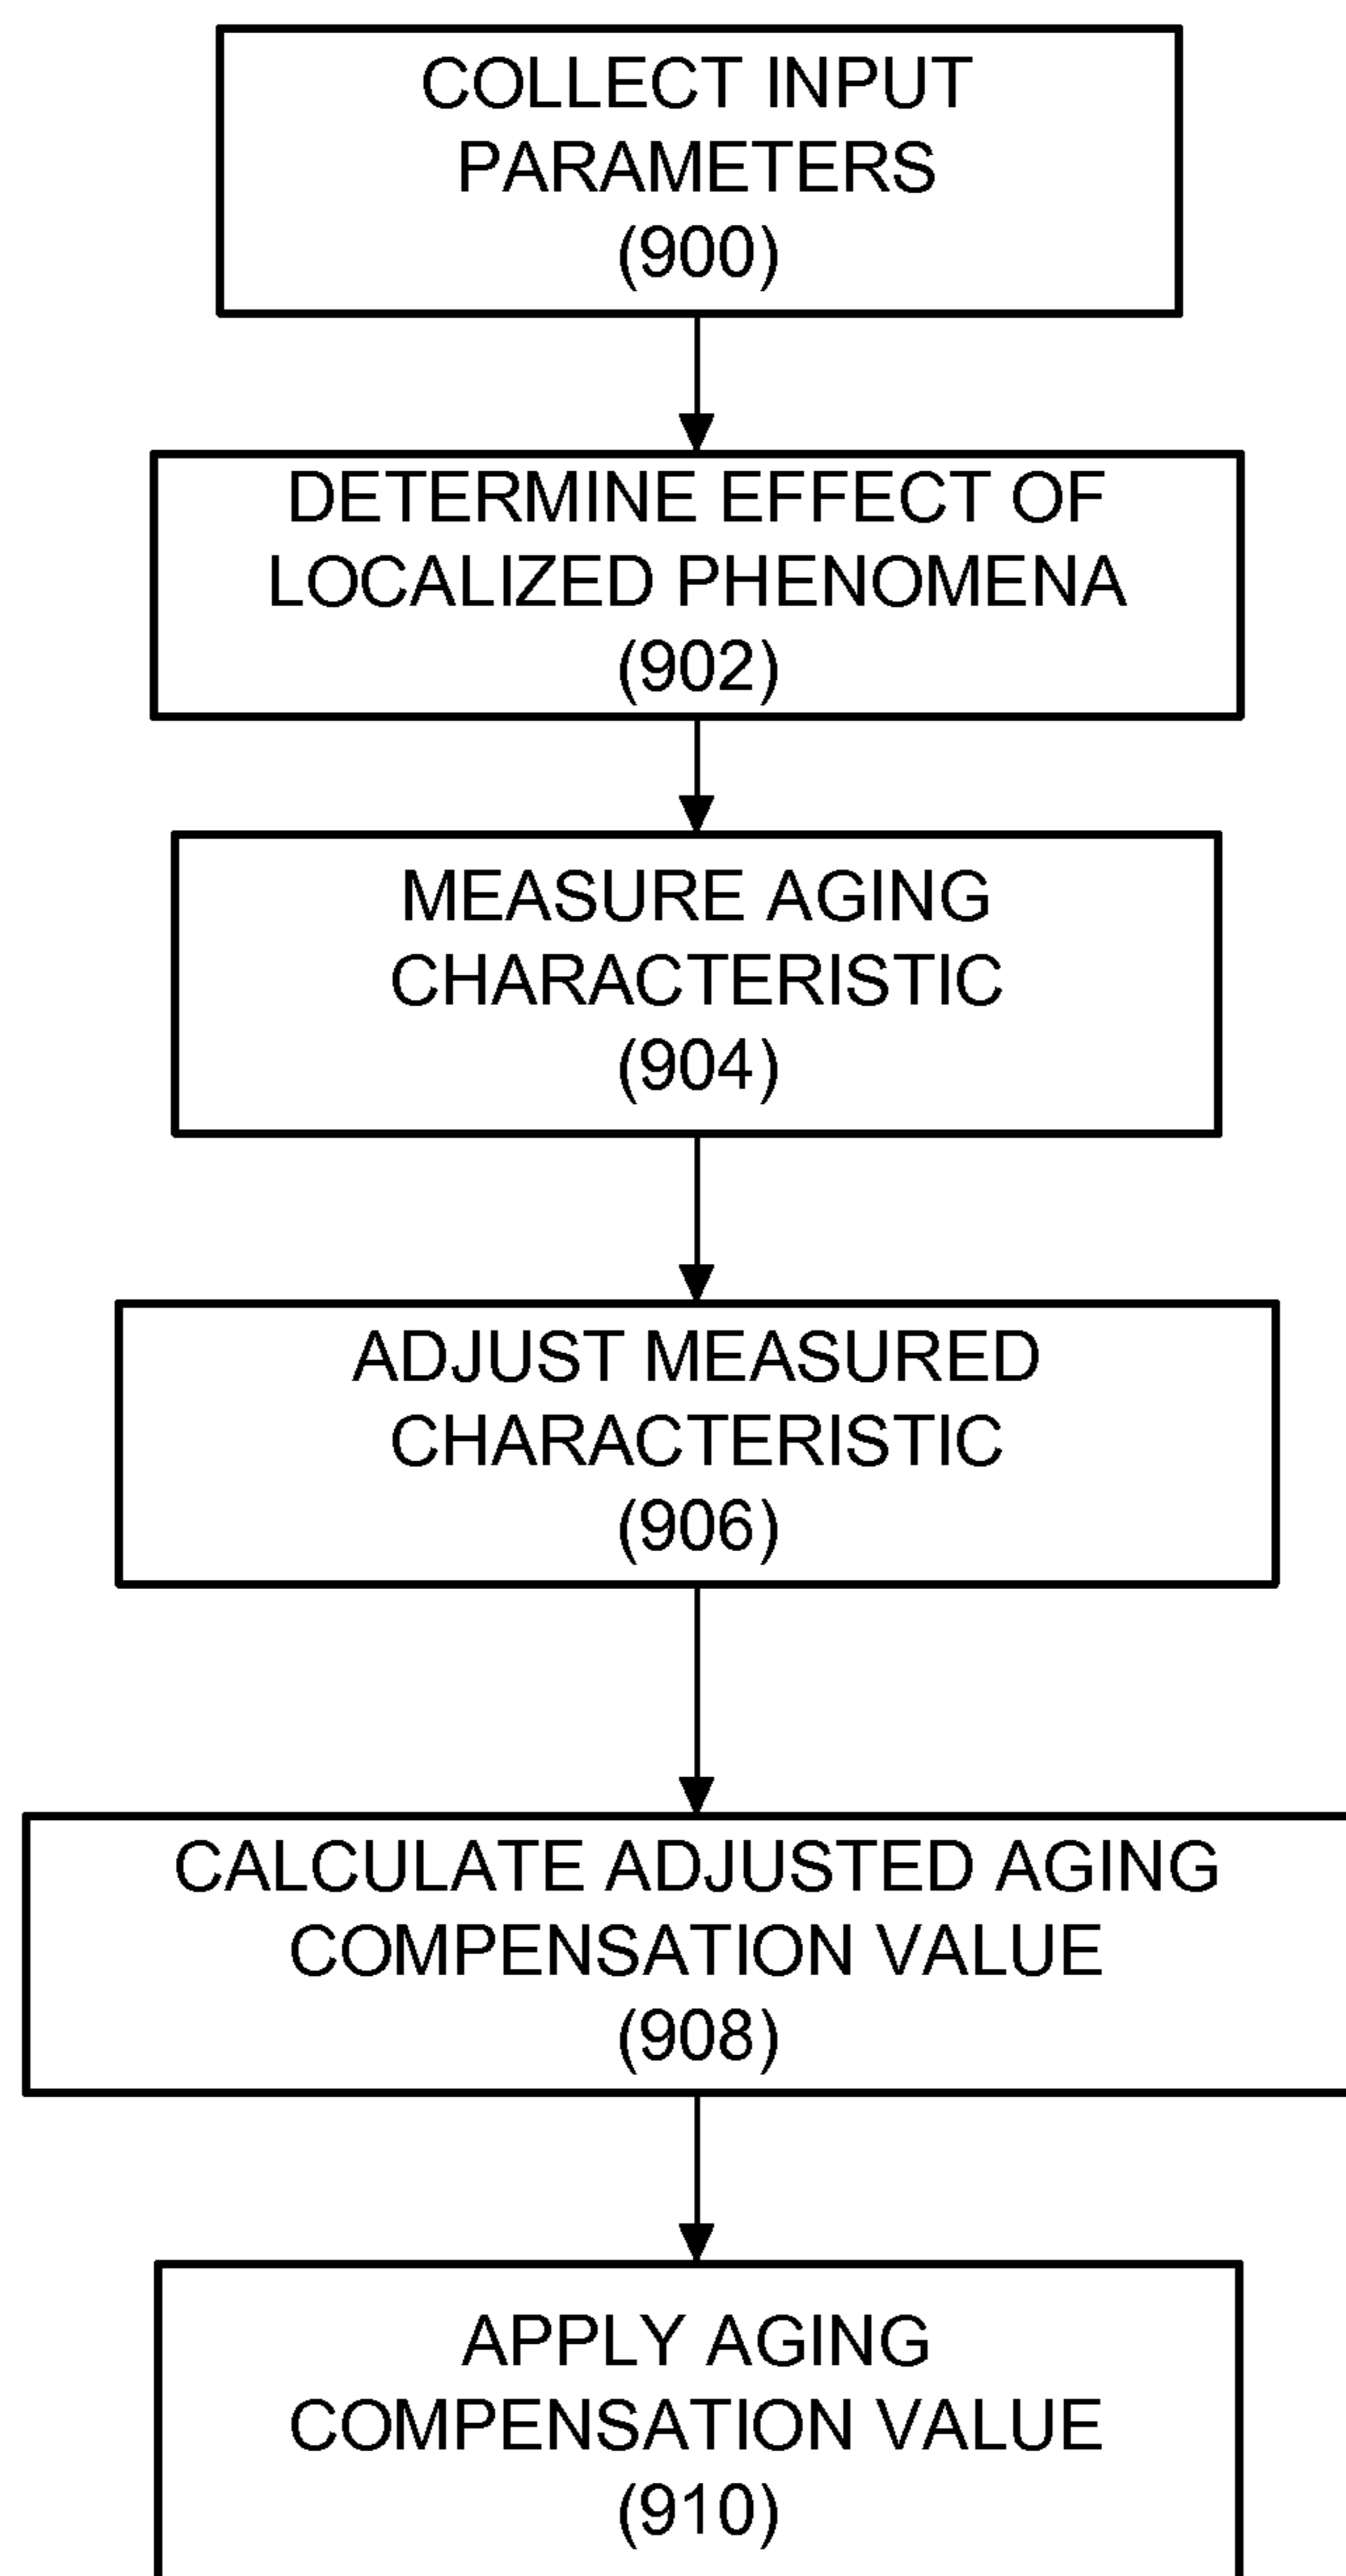 COLLECT INPUT
PARAMETERS
(900)
DETERMINE EFFECT OF
LOCALIZED PHENOMENA
(902)
MEASURE AGING
CHARACTERISTIC
(904)
ADJUST MEASURED
CHARACTERISTIC
(906)
CALCULATE ADJUSTED AGING
COMPENSATION VALUE
(908)
APPLY AGING
COMPENSATION VALUE
(910)